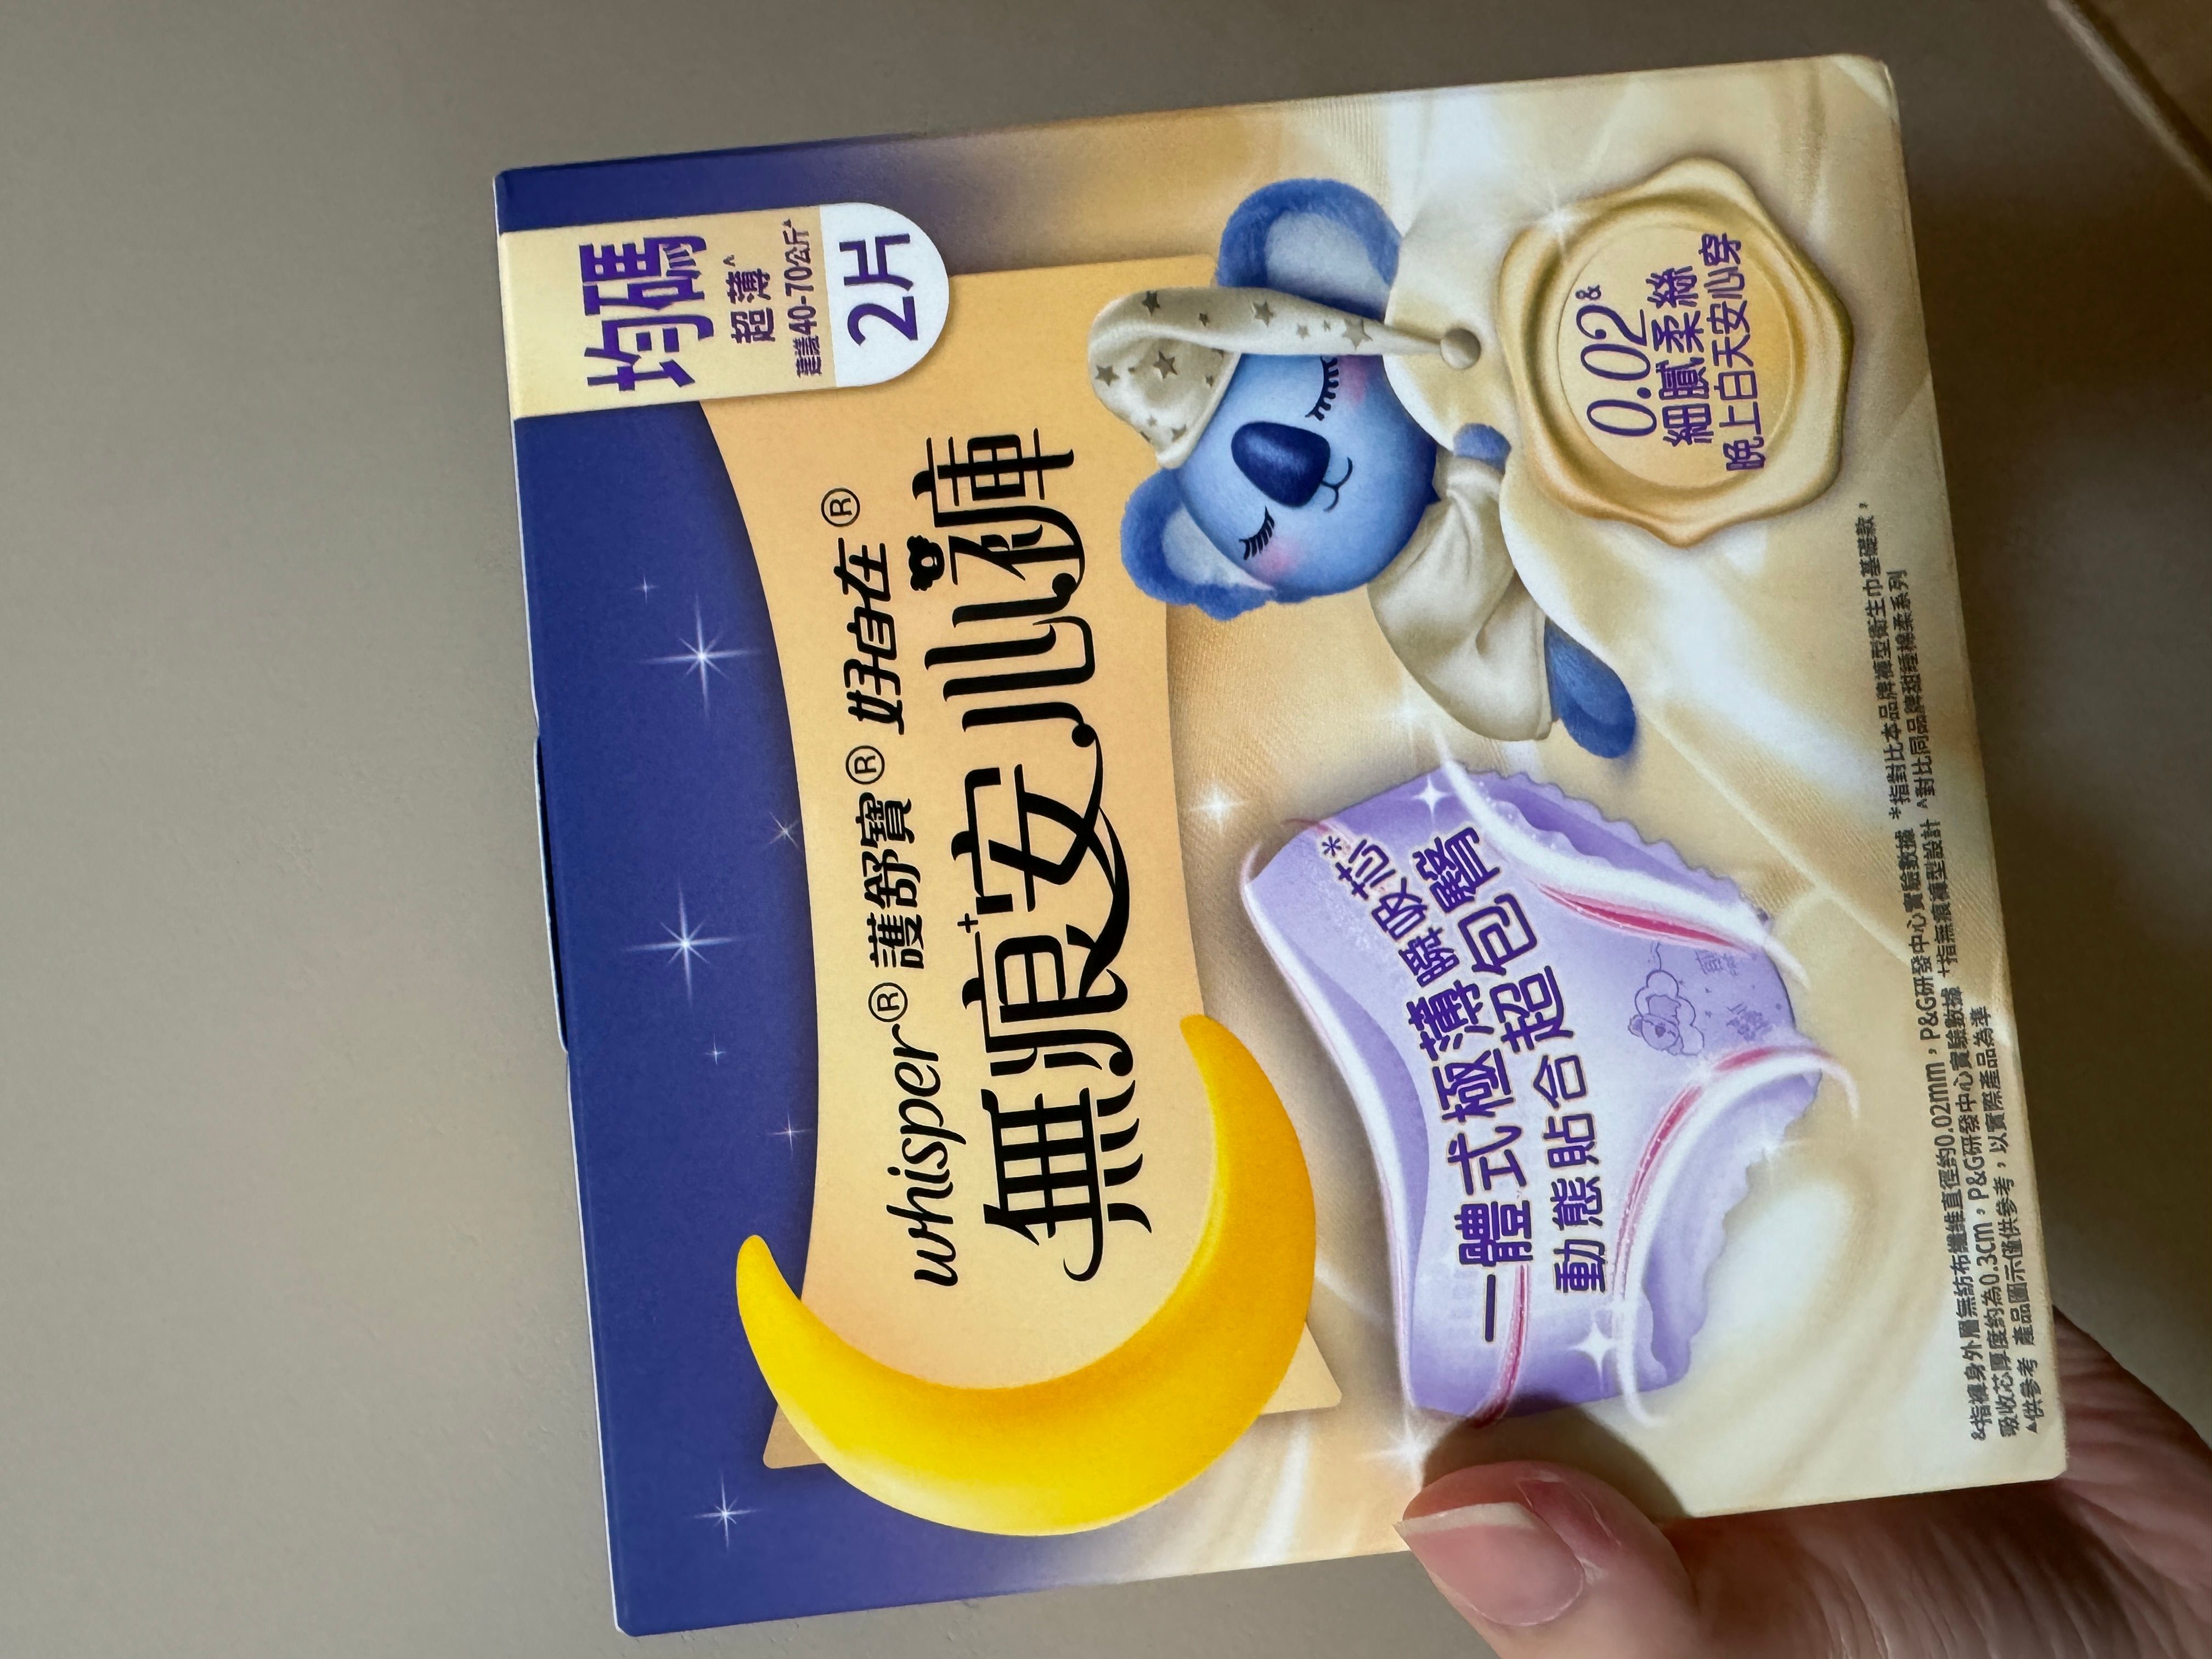 均碼
超薄^
建議40-70公斤▲
2片
whisper® 護舒寶® 好自在®
無痕⁺安心褲
一體式極薄瞬吸芯*
動態貼合超包臀
0.02&
細膩柔絲
晚上白天安心穿
&指褲身外層無紡布纖維直徑約0.02mm，P&G研發中心實驗數據 *指對比本品牌褲型衛生巾基礎款，
吸收芯厚度約為0.3cm，P&G研發中心實驗數據 ⁺指無痕褲型設計 ^對比同品牌甜睡棉柔系列
▲供參考 產品圖示僅供參考，以實際產品為準